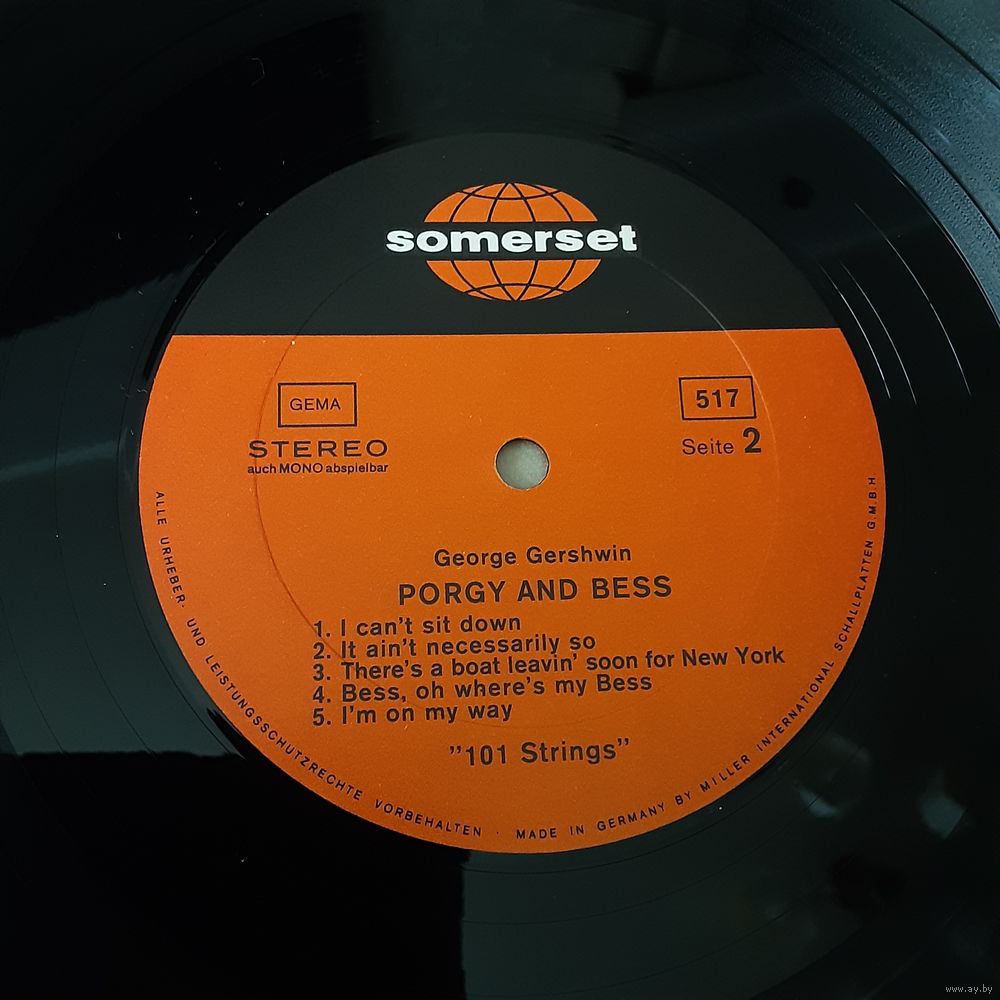 somerset
GEMA
517
STEREO
Seite 2
auch MONO abspielbar
George Gershwin
PORGY AND BESS
1. I can't sit down
2. It ain't necessarily so
3. There's a boat leavin' soon for New York
4. Bess, oh where's my Bess
5. I'm on my way
"101 Strings"
ALLE URHEBER- UND LEISTUNGSSCHUTZRECHTE VORBEHALTEN · MADE IN GERMANY BY MILLER INTERNATIONAL SCHALLPLATTEN G.M.B.H
www.ay.by